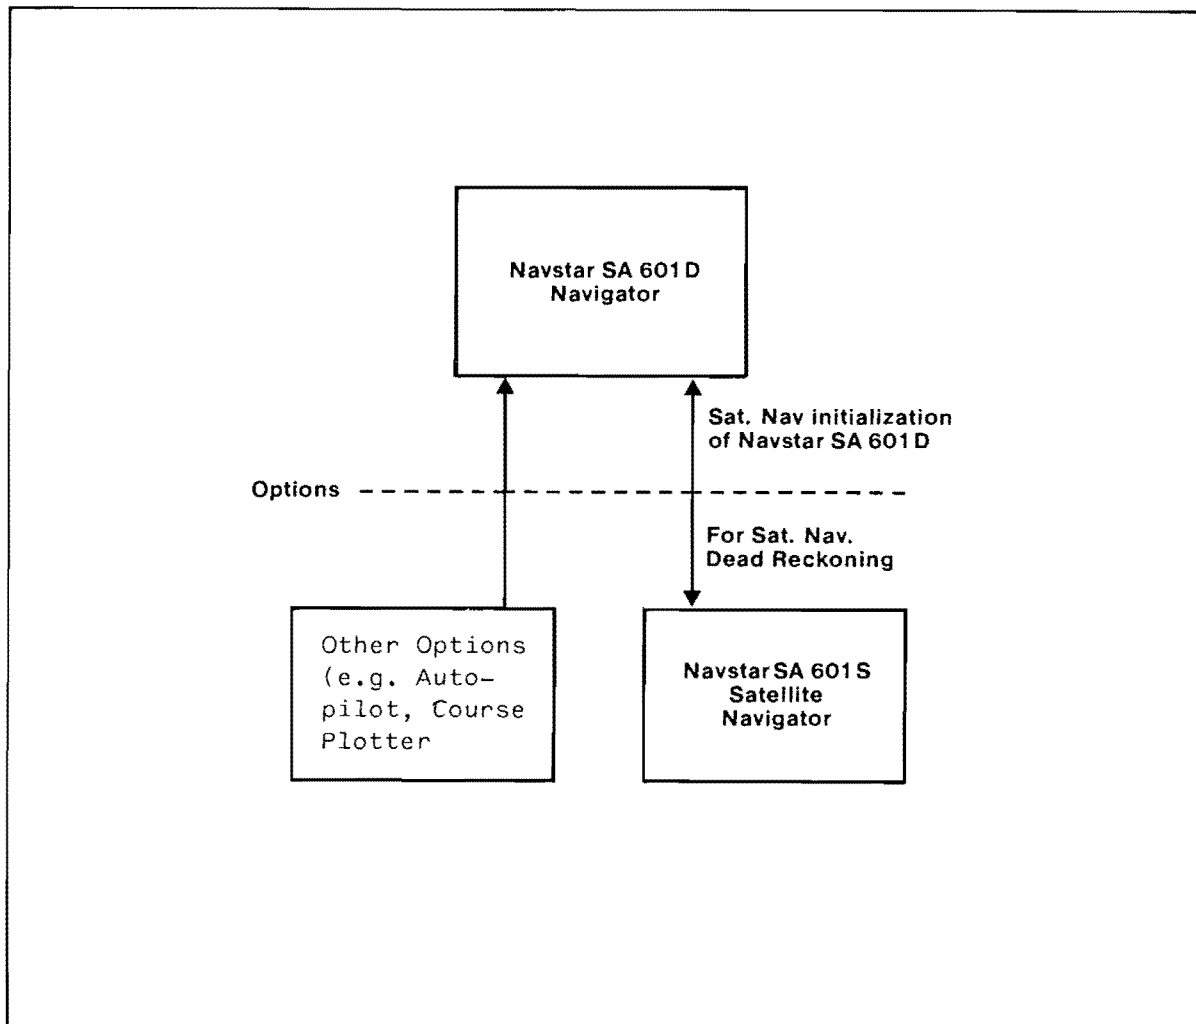 Navstar SA 601D
Navigator
Sat. Nav initialization
of Navstar SA 601D
Options
For Sat. Nav.
Dead Reckoning
Other Options
(e.g. Auto-
pilot, Course
Plotter
Navstar SA 601S
Satellite
Navigator